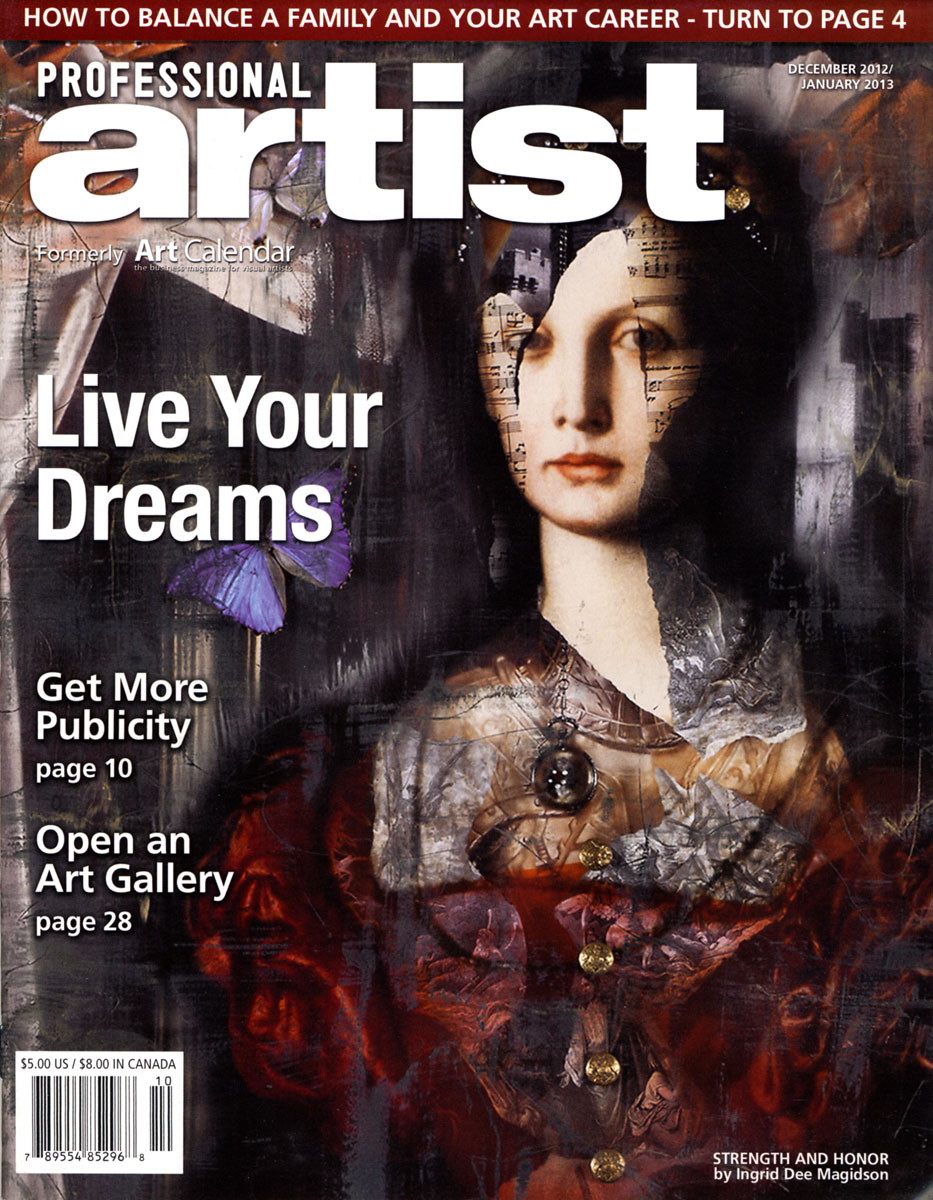 HOW TO BALANCE A FAMILY AND YOUR ART CAREER - TURN TO PAGE 4
PROFESSIONAL
artist
DECEMBER 2012/
JANUARY 2013
Formerly Art Calendar
the business magazine for visual artists
Live Your
Dreams
Get More
Publicity
page 10
Open an
Art Gallery
page 28
$5.00 US / $8.00 IN CANADA
10
7 89554 85296 8
STRENGTH AND HONOR
by Ingrid Dee Magidson